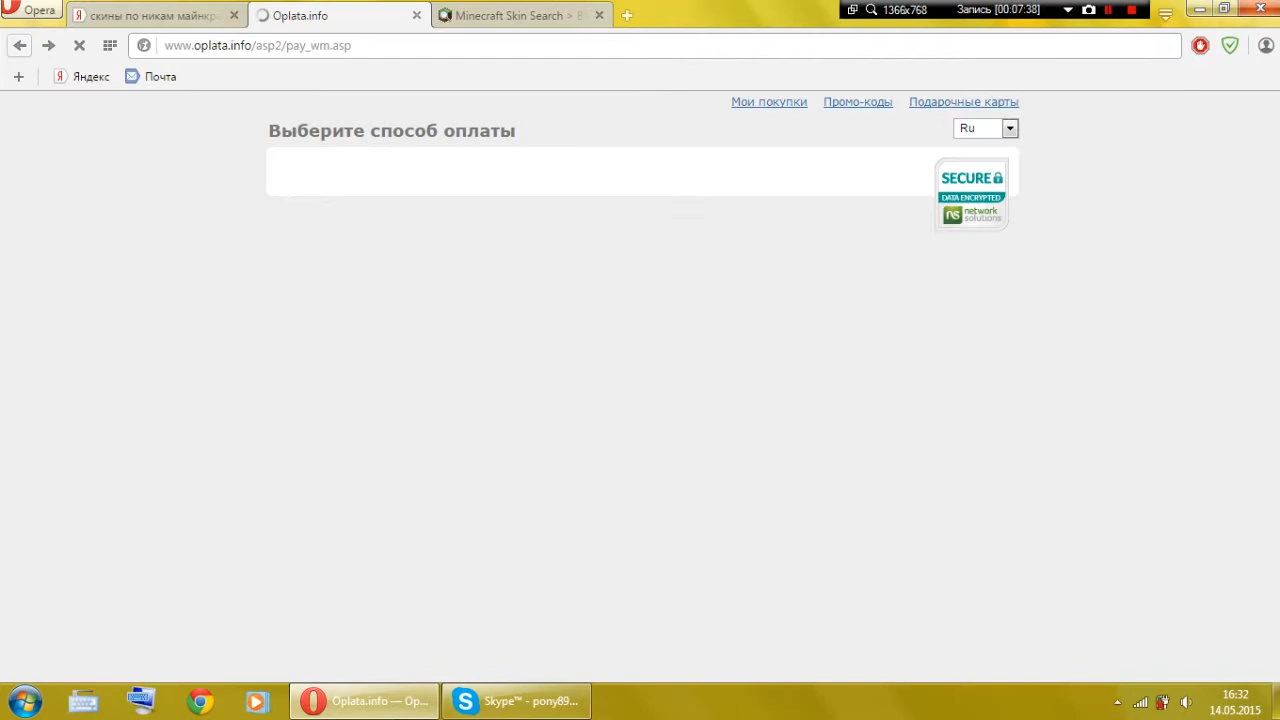 Opera
скины по никам майнкра
Oplata.info
Minecraft Skin Search > B
1366x768
Запись [00:07:38]
www.oplata.info/asp2/pay_wm.asp
Яндекс
Почта
Мои покупки
Промо-коды
Подарочные карты
Выберите способ оплаты
Ru
SECURE
DATA ENCRYPTED
ns network solutions
Oplata.info — Op...
Skype™ - pony89...
16:32
14.05.2015